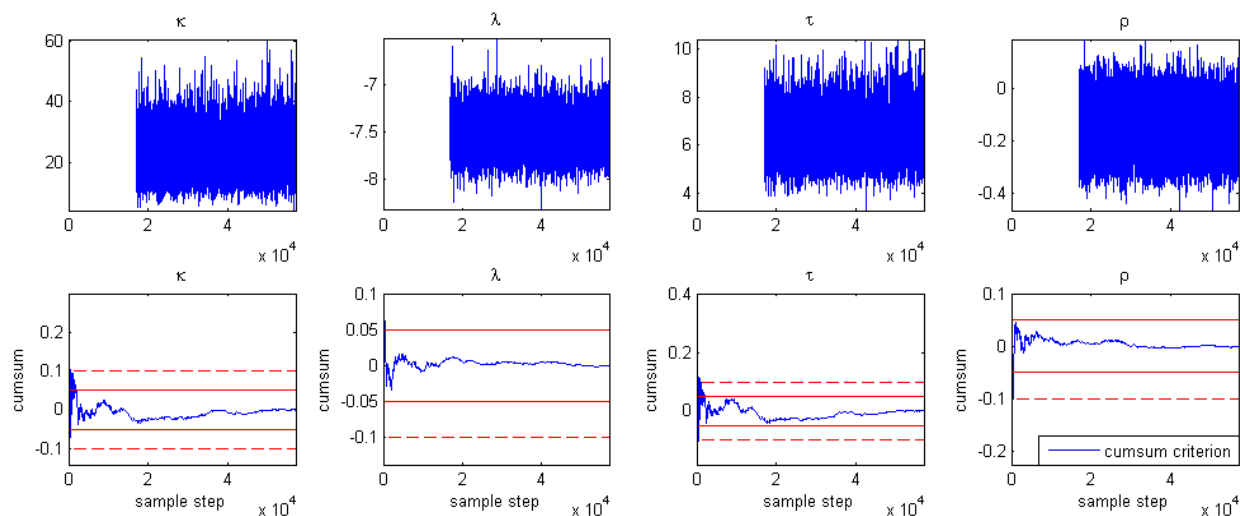 κ
60
40
20
0 2 4
x 10^4
λ
-7
-7.5
-8
0 2 4
x 10^4
τ
10
8
6
4
0 2 4
x 10^4
ρ
0
-0.2
-0.4
0 2 4
x 10^4
κ
cumsum
0.2
0.1
0
-0.1
0 2 4
sample step
x 10^4
λ
cumsum
0.1
0.05
0
-0.05
-0.1
0 2 4
sample step
x 10^4
τ
cumsum
0.4
0.2
0.1
0
-0.1
0 2 4
sample step
x 10^4
ρ
cumsum
0.1
0
-0.1
-0.2
cumsum criterion
0 2 4
sample step
x 10^4